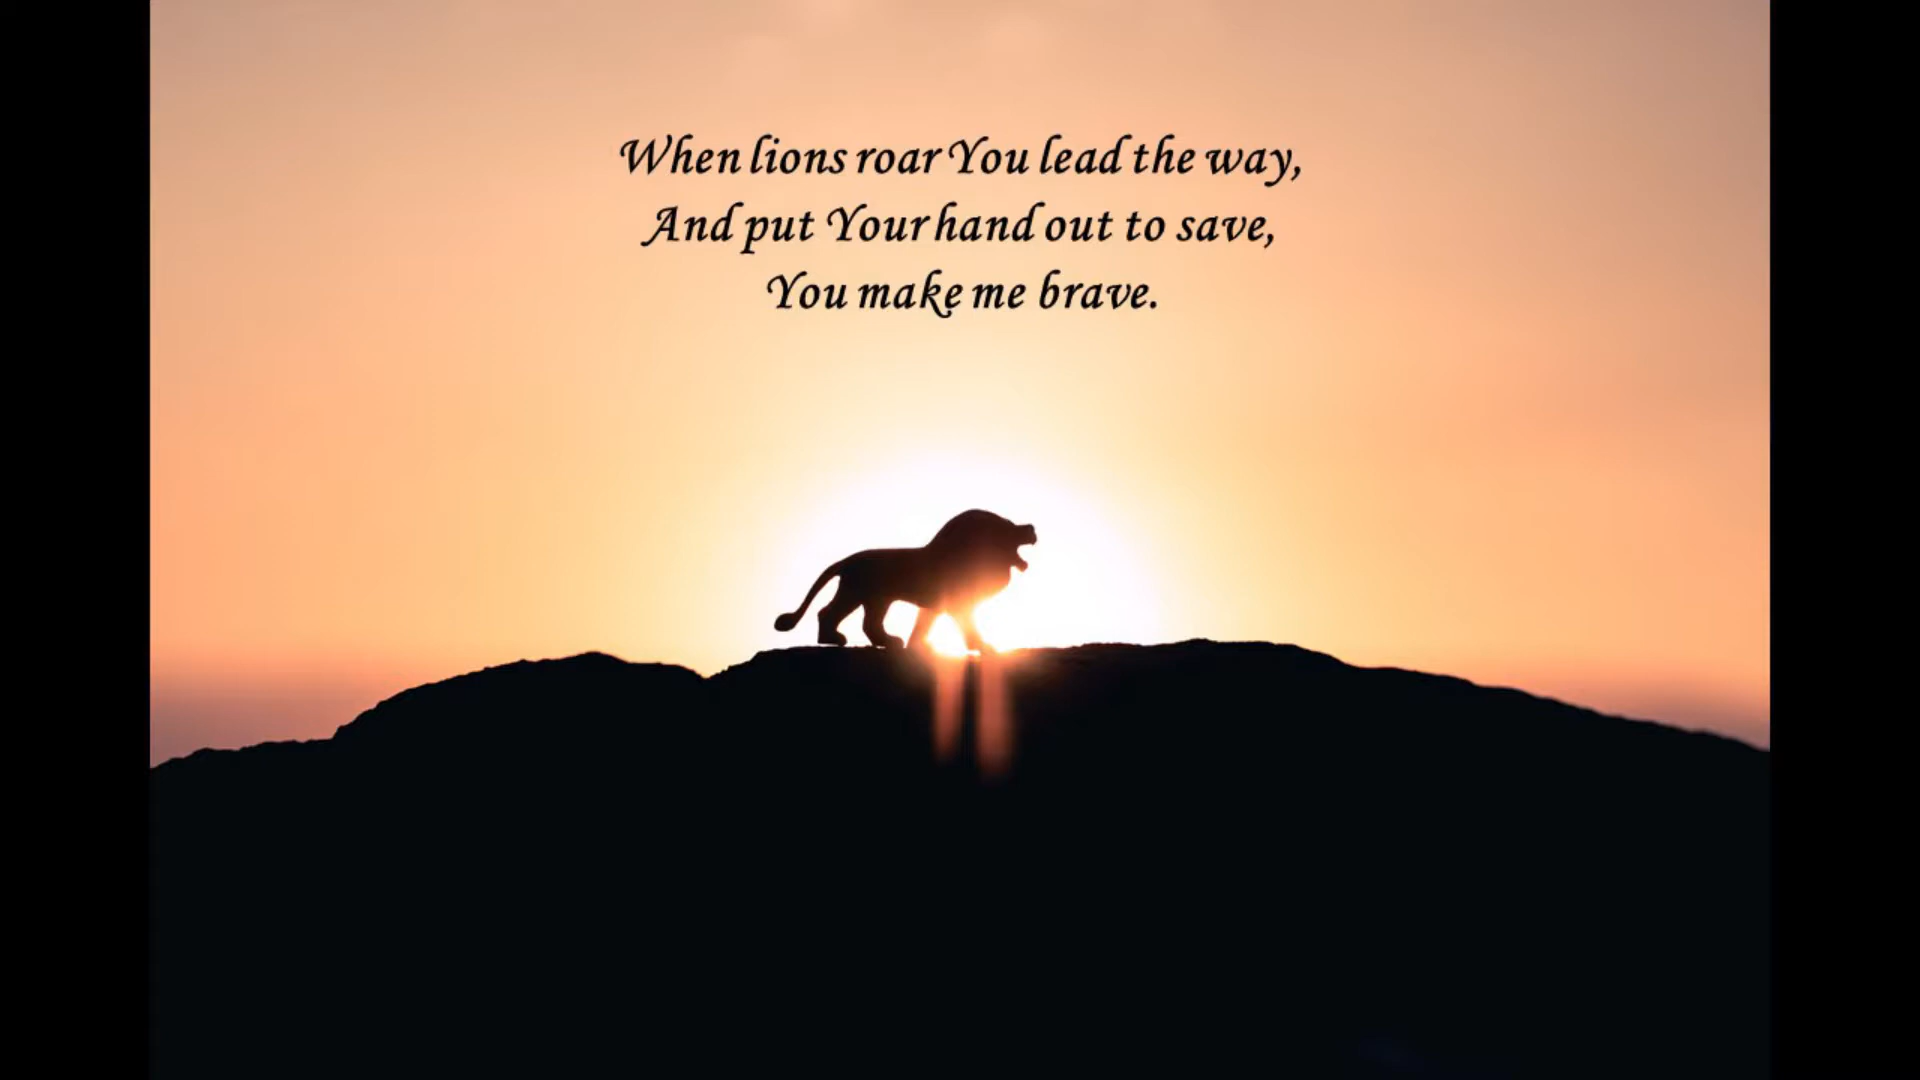 When lions roar You lead the way,
And put Your hand out to save,
You make me brave.